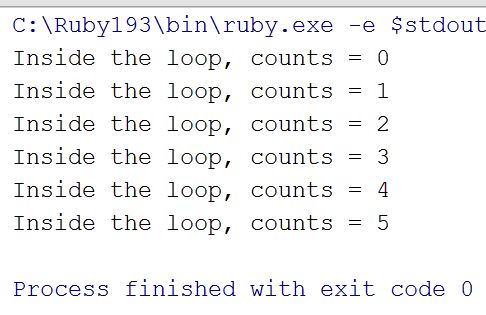 C:\Ruby193\bin\ruby.exe -e $stdout
Inside the loop, counts = 0
Inside the loop, counts = 1
Inside the loop, counts = 2
Inside the loop, counts = 3
Inside the loop, counts = 4
Inside the loop, counts = 5
Process finished with exit code 0